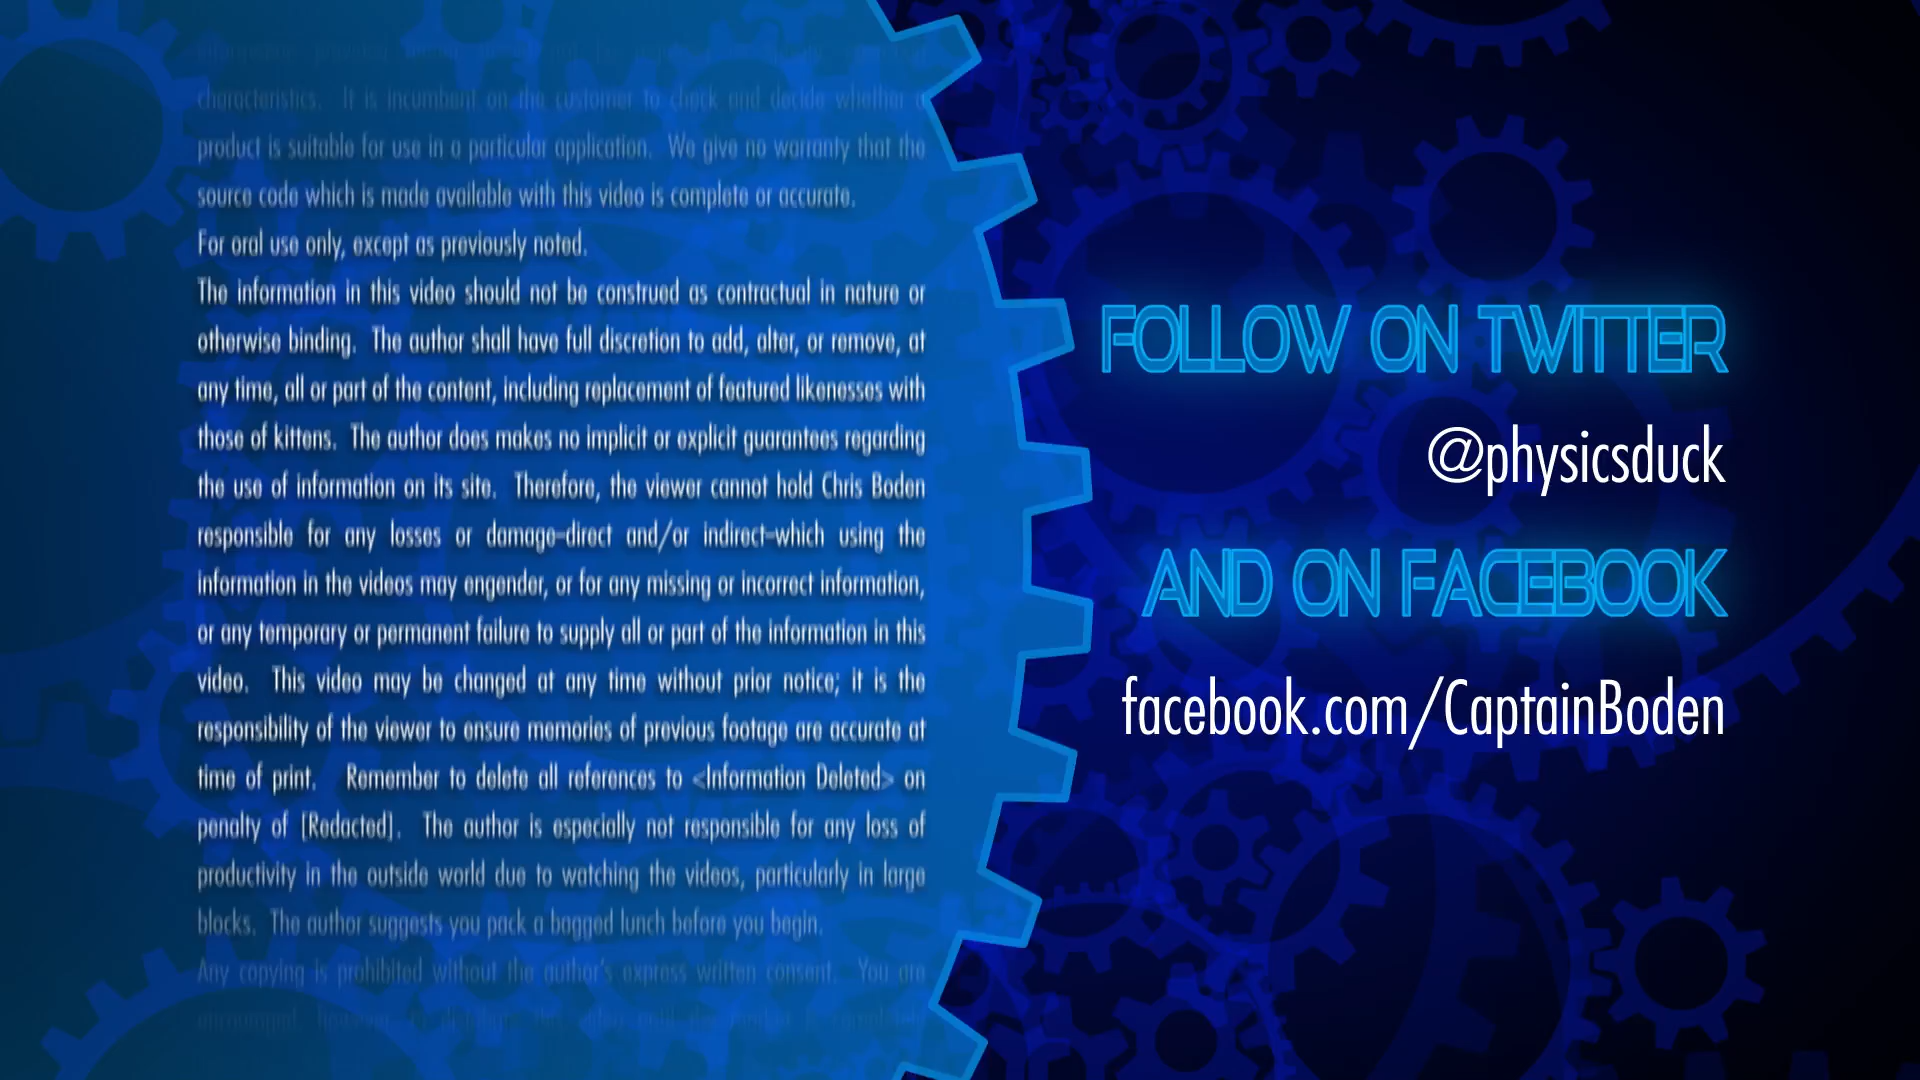 characteristics. It is incumbent on the customer to check and decide whether a
product is suitable for use in a particular application. We give no warranty that the
source code which is made available with this video is complete or accurate.
For oral use only, except as previously noted.
The information in this video should not be construed as contractual in nature or
otherwise binding. The author shall have full discretion to add, alter, or remove, at
any time, all or part of the content, including replacement of featured likenesses with
those of kittens. The author does makes no implicit or explicit guarantees regarding
the use of information on its site. Therefore, the viewer cannot hold Chris Boden
responsible for any losses or damage–direct and/or indirect–which using the
information in the videos may engender, or for any missing or incorrect information,
or any temporary or permanent failure to supply all or part of the information in this
video. This video may be changed at any time without prior notice; it is the
responsibility of the viewer to ensure memories of previous footage are accurate at
time of print. Remember to delete all references to <Information Deleted> on
penalty of [Redacted]. The author is especially not responsible for any loss of
productivity in the outside world due to watching the videos, particularly in large
blocks. The author suggests you pack a bagged lunch before you begin.
Any copying is prohibited without the author's express written consent. You are
FOLLOW ON TWITTER
@physicsduck
AND ON FACEBOOK
facebook.com/CaptainBoden